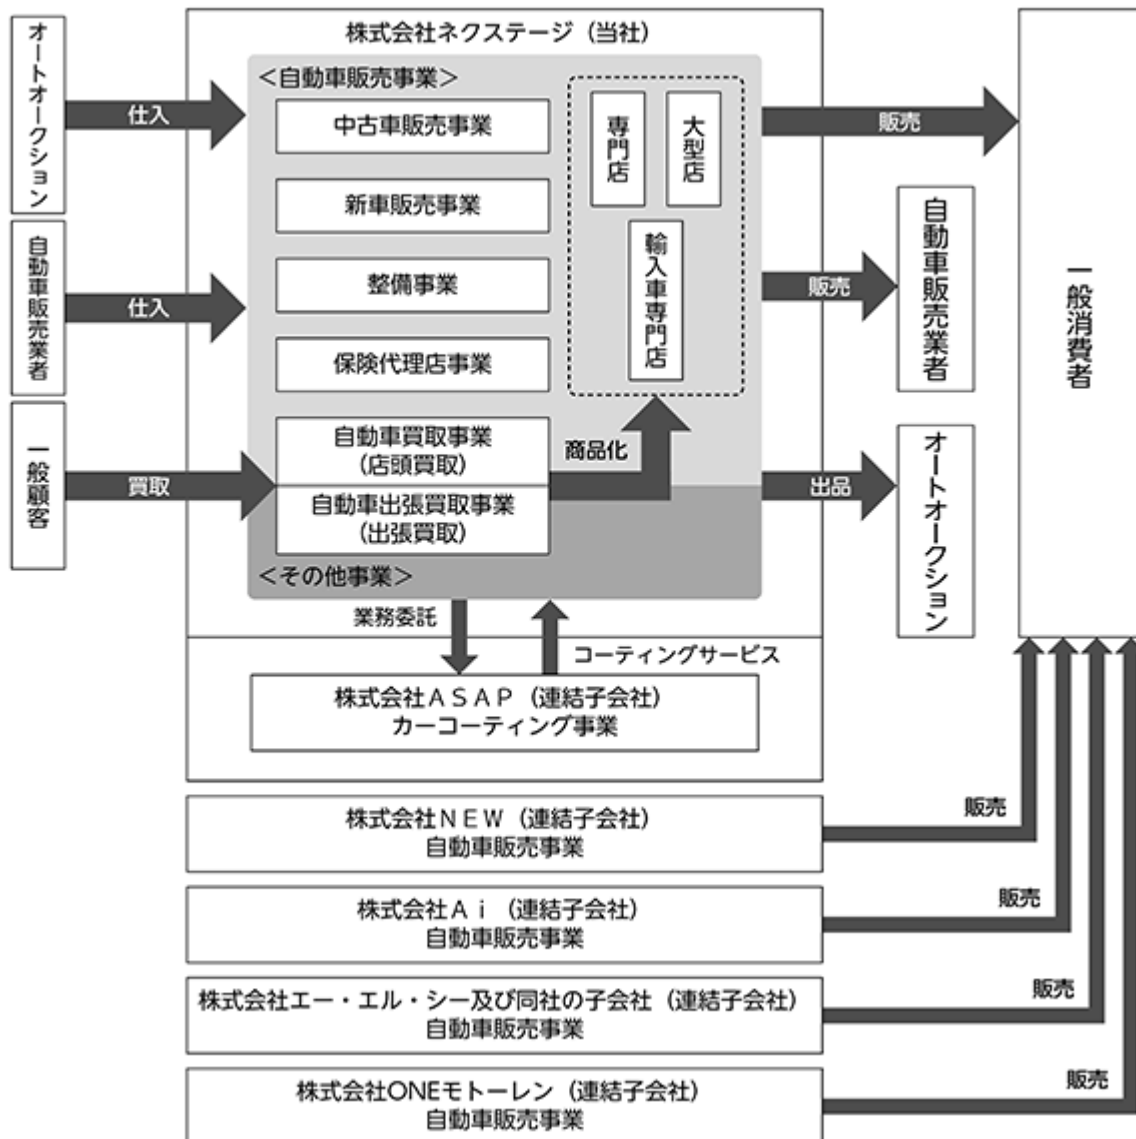 株式会社ネクステージ（当社）
オートオークション
仕入
自動車販売業者
仕入
一般顧客
買取
＜自動車販売事業＞
中古車販売事業
新車販売事業
整備事業
保険代理店事業
自動車買取事業
（店頭買取）
自動車出張買取事業
（出張買取）
＜その他事業＞
専門店
大型店
輸入車専門店
商品化
販売
販売
出品
自動車販売業者
オートオークション
一般消費者
業務委託
コーティングサービス
株式会社ＡＳＡＰ（連結子会社）
カーコーティング事業
株式会社ＮＥＷ（連結子会社）
自動車販売事業
販売
株式会社Ａｉ（連結子会社）
自動車販売事業
販売
株式会社エー・エル・シー及び同社の子会社（連結子会社）
自動車販売事業
販売
株式会社ONEモトーレン（連結子会社）
自動車販売事業
販売